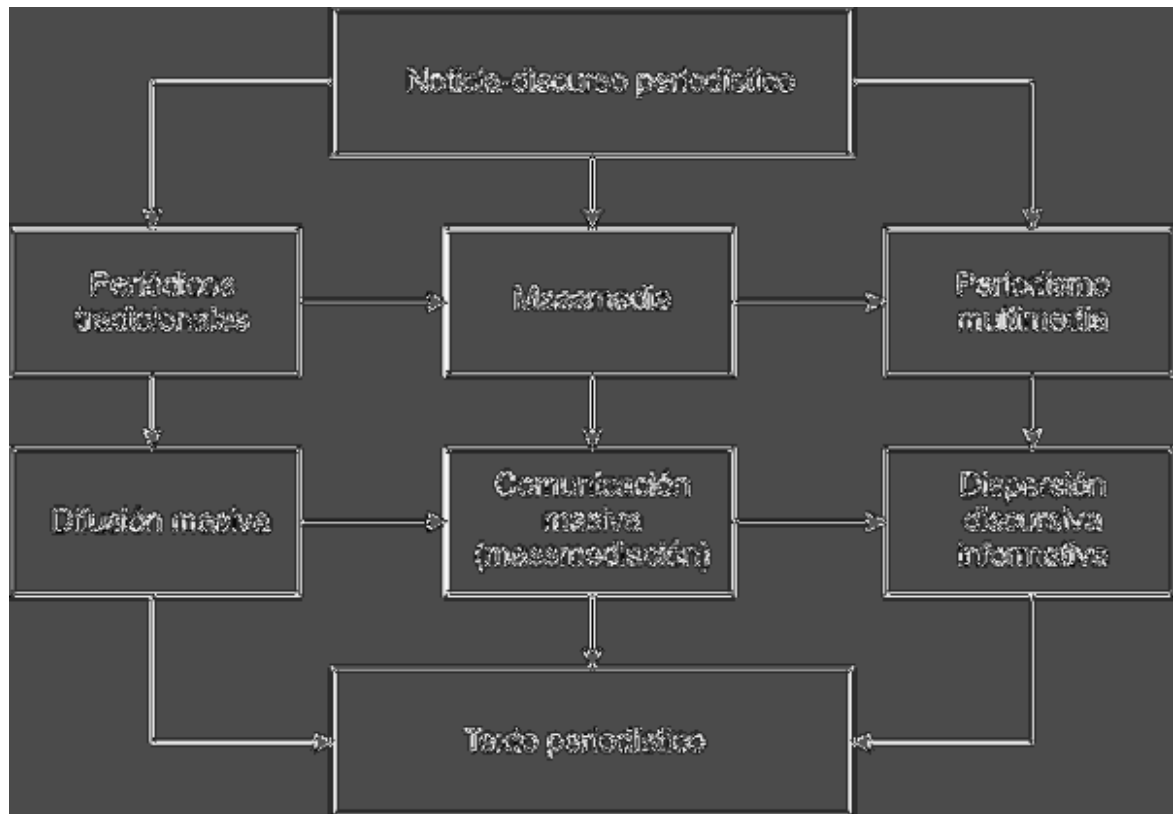 Noticia-discurso periodístico
Periódicos
tradicionales
Massmedia
Periodismo
multimedia
Difusión masiva
Comunicación
masiva
(massmediación)
Dispersión
discursiva
informativa
Texto periodístico